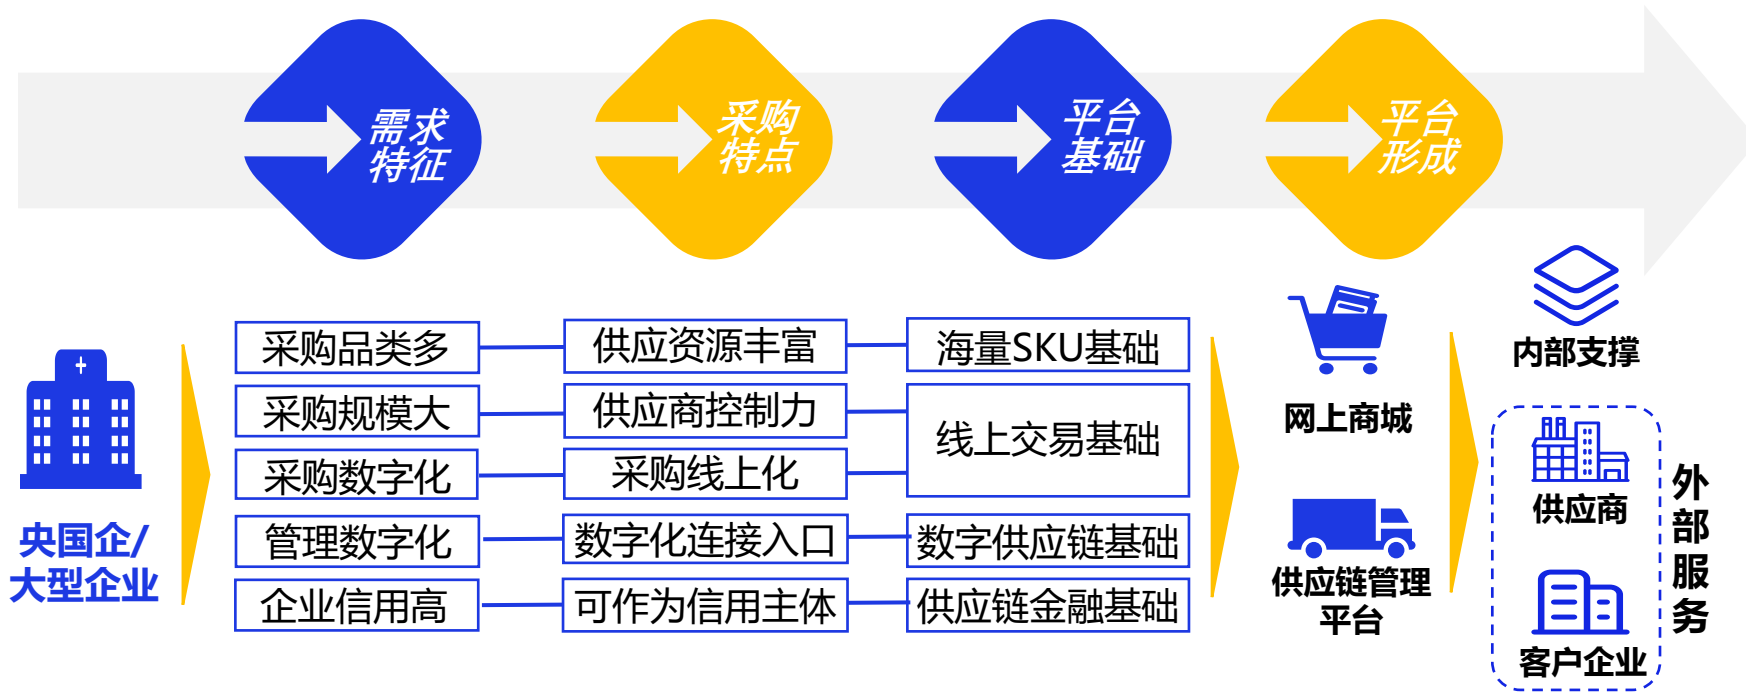 需求
特征
采购
特点
平台
基础
平台
形成
央国企/
大型企业
采购品类多
供应资源丰富
海量SKU基础
采购规模大
供应商控制力
线上交易基础
采购数字化
采购线上化
管理数字化
数字化连接入口
数字供应链基础
企业信用高
可作为信用主体
供应链金融基础
网上商城
供应链管理
平台
内部支撑
供应商
客户企业
外部服务